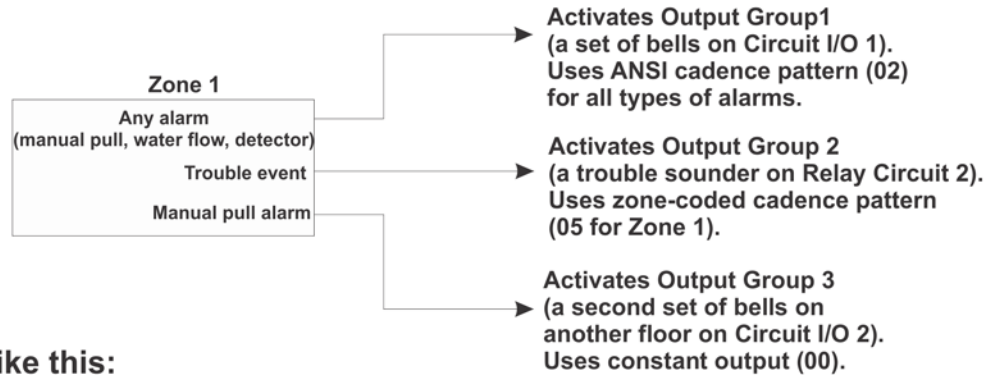 Zone 1
Any alarm
(manual pull, water flow, detector)
Trouble event
Manual pull alarm
Activates Output Group1
(a set of bells on Circuit I/O 1).
Uses ANSI cadence pattern (02)
for all types of alarms.
Activates Output Group 2
(a trouble sounder on Relay Circuit 2).
Uses zone-coded cadence pattern
(05 for Zone 1).
Activates Output Group 3
(a second set of bells on
another floor on Circuit I/O 2).
Uses constant output (00).
ike this: